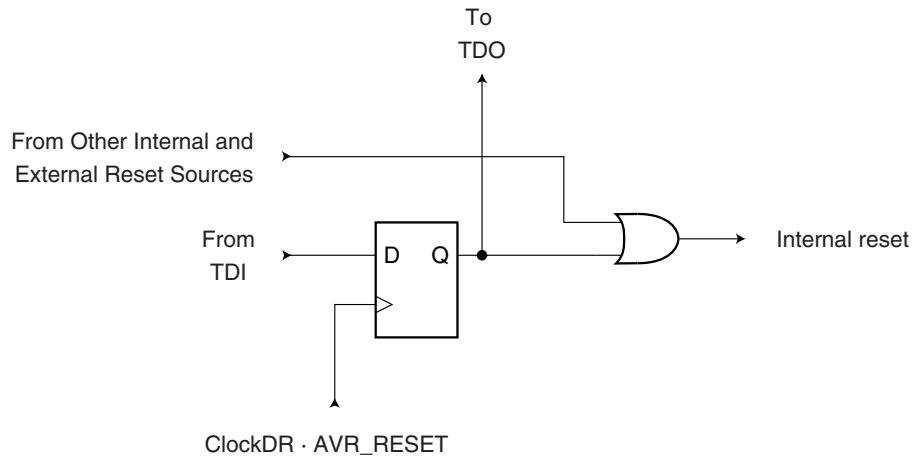 To
TDO
From Other Internal and
External Reset Sources
From
TDI
D
Q
Internal reset
ClockDR · AVR_RESET